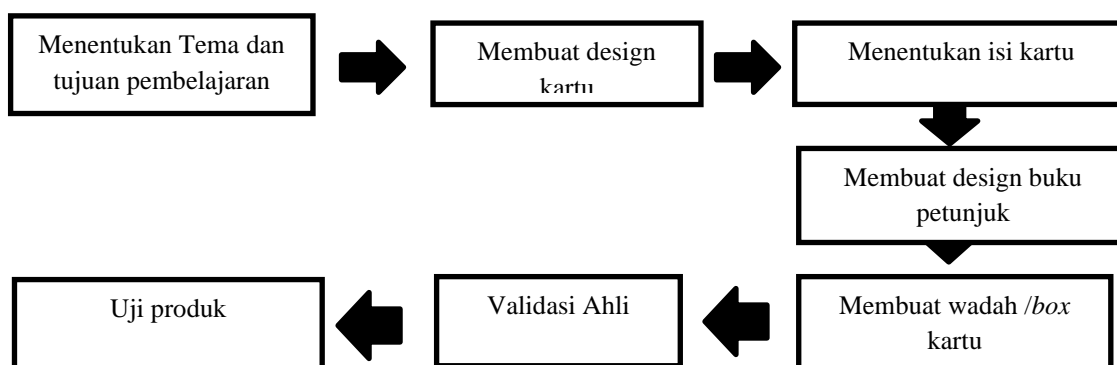 Menentukan Tema dan
tujuan pembelajaran
Membuat design
kartu
Menentukan isi kartu
Membuat design buku
petunjuk
Membuat wadah /box
kartu
Validasi Ahli
Uji produk